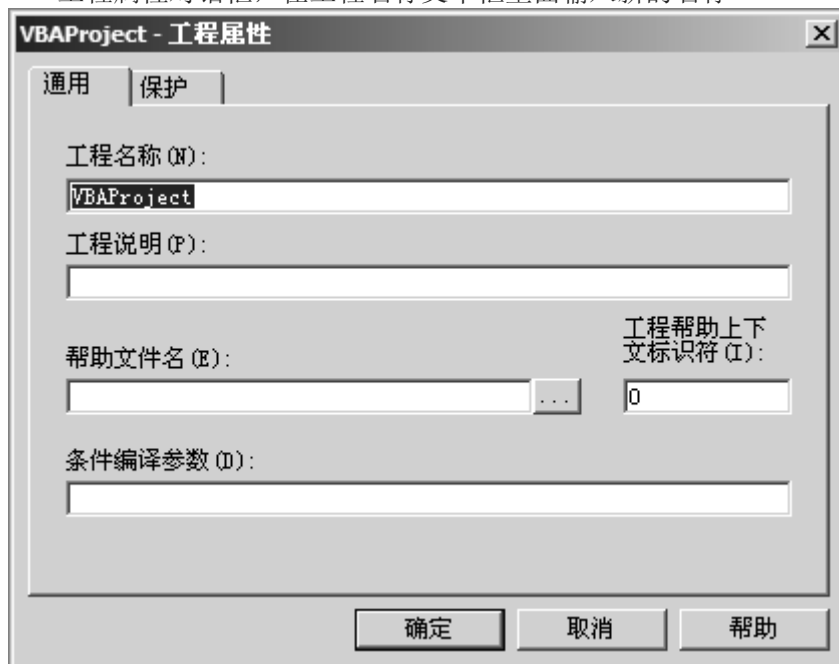 VBAProject - 工程属性
通用
保护
工程名称(N):
VBAProject
工程说明(P):
帮助文件名(E):
...
工程帮助上下
文标识符(I):
0
条件编译参数(D):
确定
取消
帮助